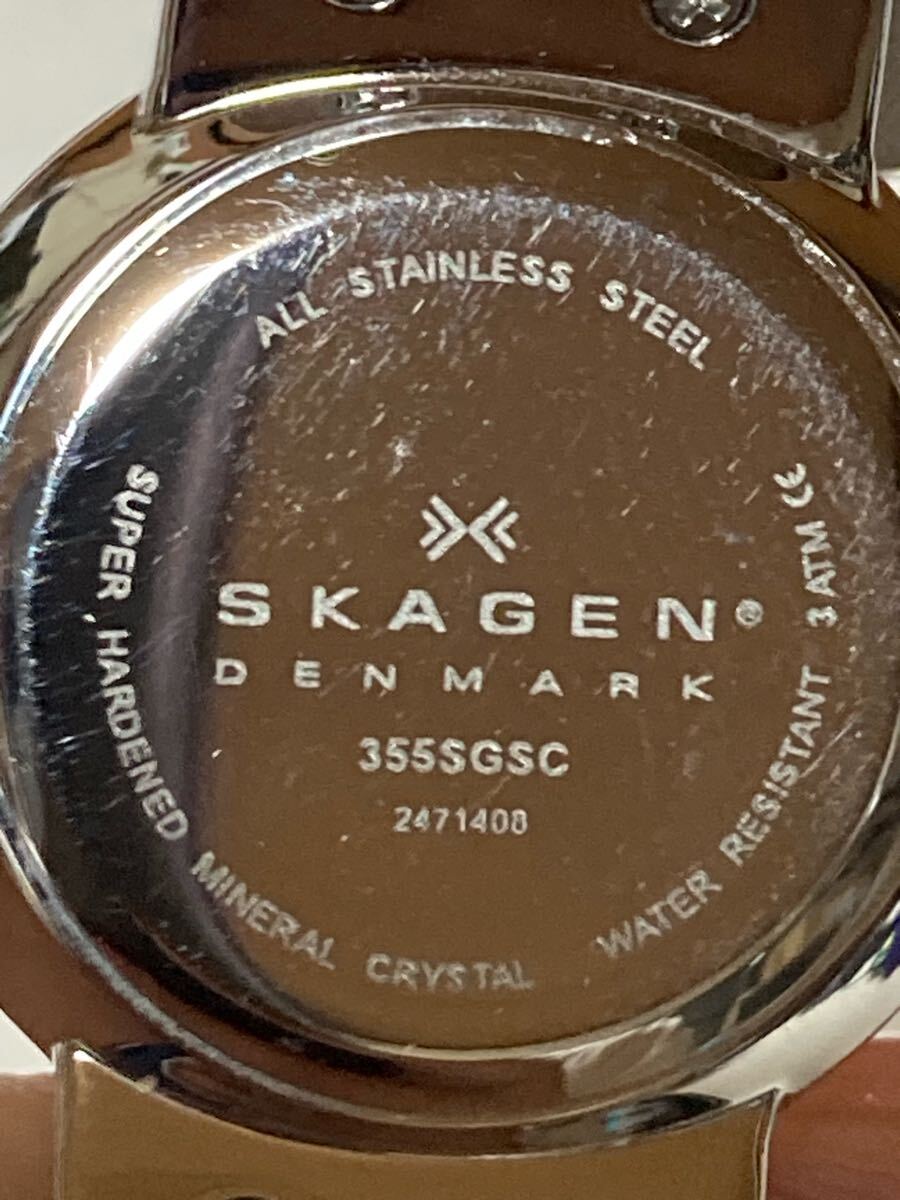 ALL STAINLESS STEEL
SKAGEN®
DENMARK
355SGSC
2471408
SUPER HARDENED MINERAL CRYSTAL
WATER RESISTANT 3 ATM CE